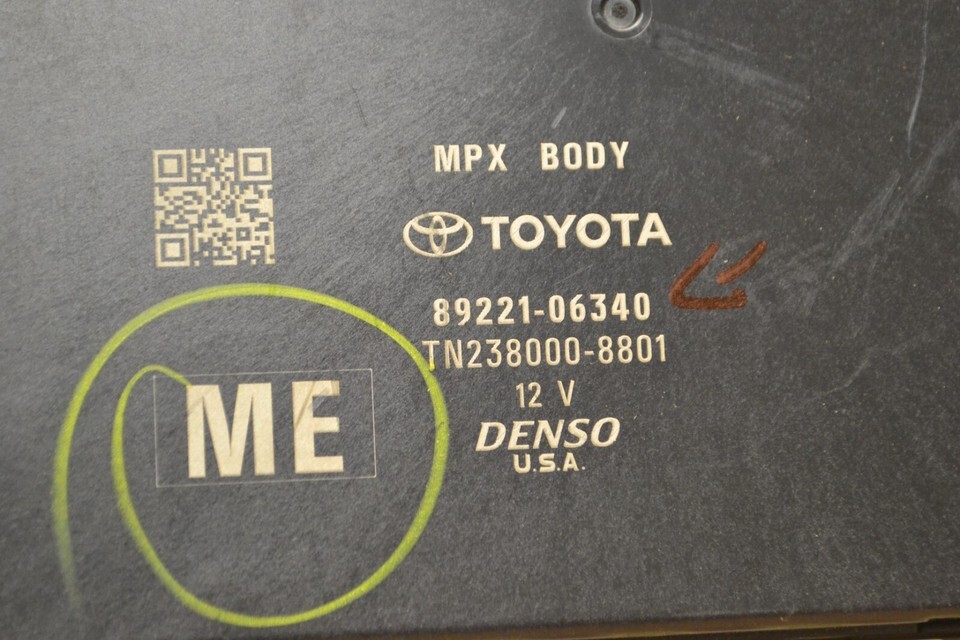 MPX BODY
TOYOTA
89221-06340
TN238000-8801
12 V
DENSO
U.S.A.
ME